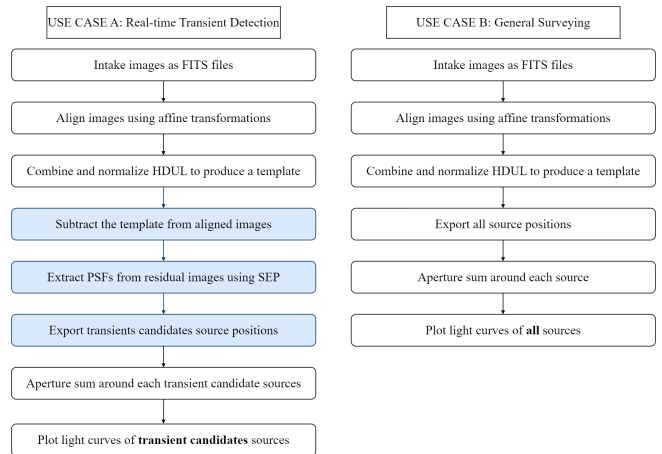 USE CASE A: Real-time Transient Detection
Intake images as FITS files
Align images using affine transformations
Combine and normalize HDUL to produce a template
Subtract the template from aligned images
Extract PSFs from residual images using SEP
Export transients candidates source positions
Aperture sum around each transient candidate sources
Plot light curves of transient candidates sources
USE CASE B: General Surveying
Intake images as FITS files
Align images using affine transformations
Combine and normalize HDUL to produce a template
Export all source positions
Aperture sum around each source
Plot light curves of all sources